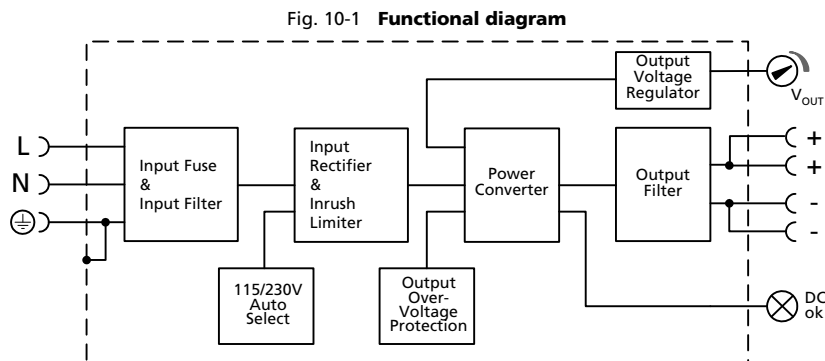 Fig. 10-1 Functional diagram
Output
Voltage
Regulator
V_OUT
L
N
Input Fuse
&
Input Filter
Input
Rectifier
&
Inrush
Limiter
Power
Converter
Output
Filter
+
+
-
-
115/230V
Auto
Select
Output
Over-
Voltage
Protection
DC
ok